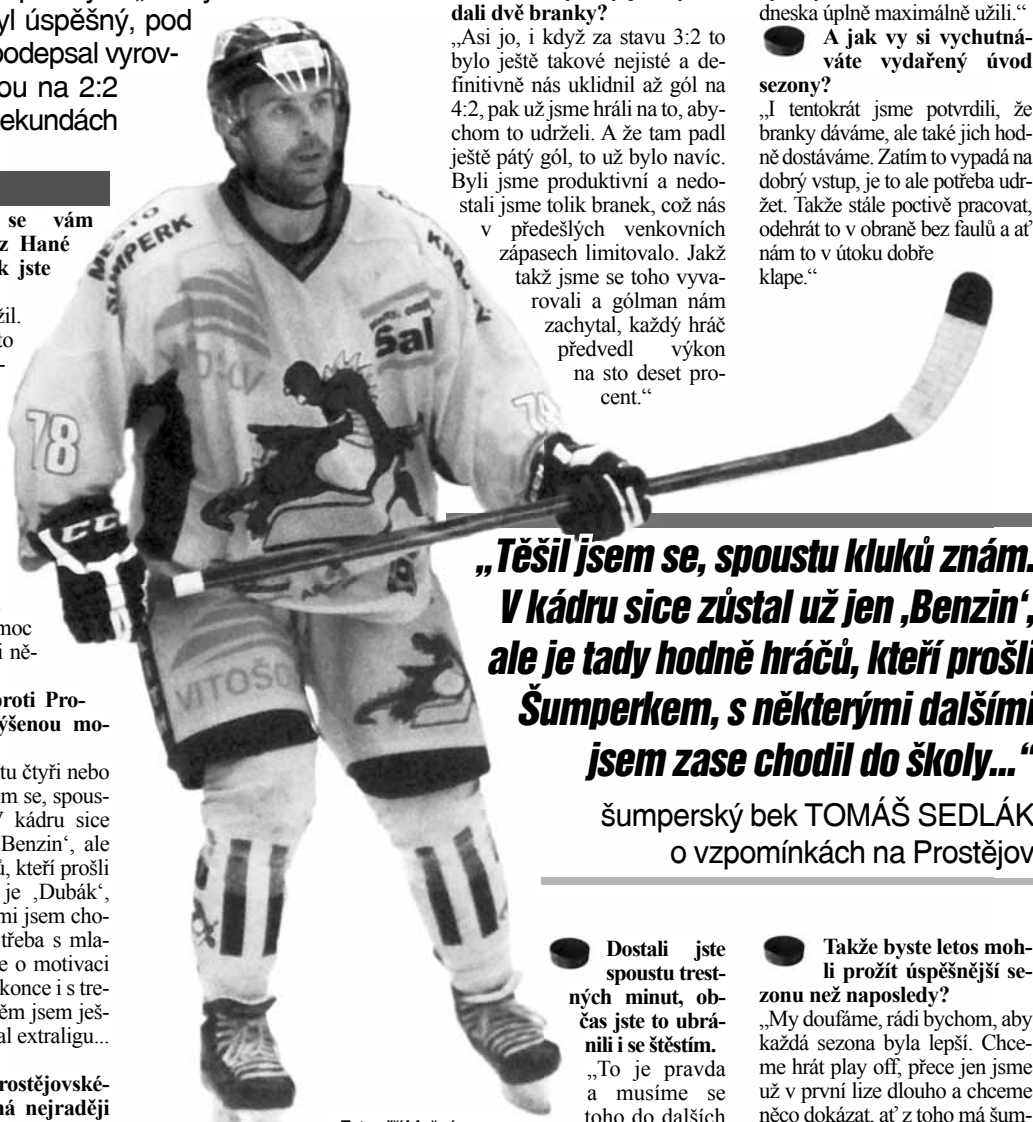 yl úspěšný, pod
podepsal vyrov-
ou na 2:2
ekundách
se vám
z Hané
k jste
žil.
to
-
moc
i ně-
proti Pro-
ýšenou mo-
tu čtyři nebo
em se, spous-
V kádru sice
Benzin‘, ale
ů, kteří prošli
je ‚Dubák‘,
mi jsem cho-
třeba s mla-
e o motivaci
konce i s tre-
ěm jsem ješ-
al extraligu...
rostějovské-
ná nejraději
MĚSTO
ŠUMPERK
KRAJ
Sal
78
CC
VITOŠO
dali dvě branky?
„Asi jo, i když za stavu 3:2 to
bylo ještě takové nejisté a de-
finitivně nás uklidnil až gól na
4:2, pak už jsme hráli na to, aby-
chom to udrželi. A že tam padl
ještě pátý gól, to už bylo navíc.
Byli jsme produktivní a nedo-
stali jsme tolik branek, což nás
v předešlých venkovních
zápasech limitovalo. Jakž
takž jsme se toho vyva-
rovali a gólman nám
zachytal, každý hráč
předvedl výkon
na sto deset pro-
cent.“
dneska úplně maximálně užili.“
A jak vy si vychutná-
váte vydařený úvod
sezony?
„I tentokrát jsme potvrdili, že
branky dáváme, ale také jich hod-
ně dostáváme. Zatím to vypadá na
dobrý vstup, je to ale potřeba udr-
žet. Takže stále poctivě pracovat,
odehrát to v obraně bez faulů a ať
nám to v útoku dobře
klape.“
„Těšil jsem se, spoustu kluků znám.
V kádru sice zůstal už jen ‚Benzin‘,
ale je tady hodně hráčů, kteří prošli
Šumperkem, s některými dalšími
jsem zase chodil do školy...“
šumperský bek TOMÁŠ SEDLÁK
o vzpomínkách na Prostějov
Dostali jste
spoustu trest-
ných minut, ob-
čas jste to ubrá-
nili i se štěstím.
„To je pravda
a musíme se
toho do dalších
Takže byste letos moh-
li prožít úspěšnější se-
zonu než naposledy?
„My doufáme, rádi bychom, aby
každá sezona byla lepší. Chce-
me hrát play off, přece jen jsme
už v první lize dlouho a chceme
něco dokázat, ať z toho má šum-